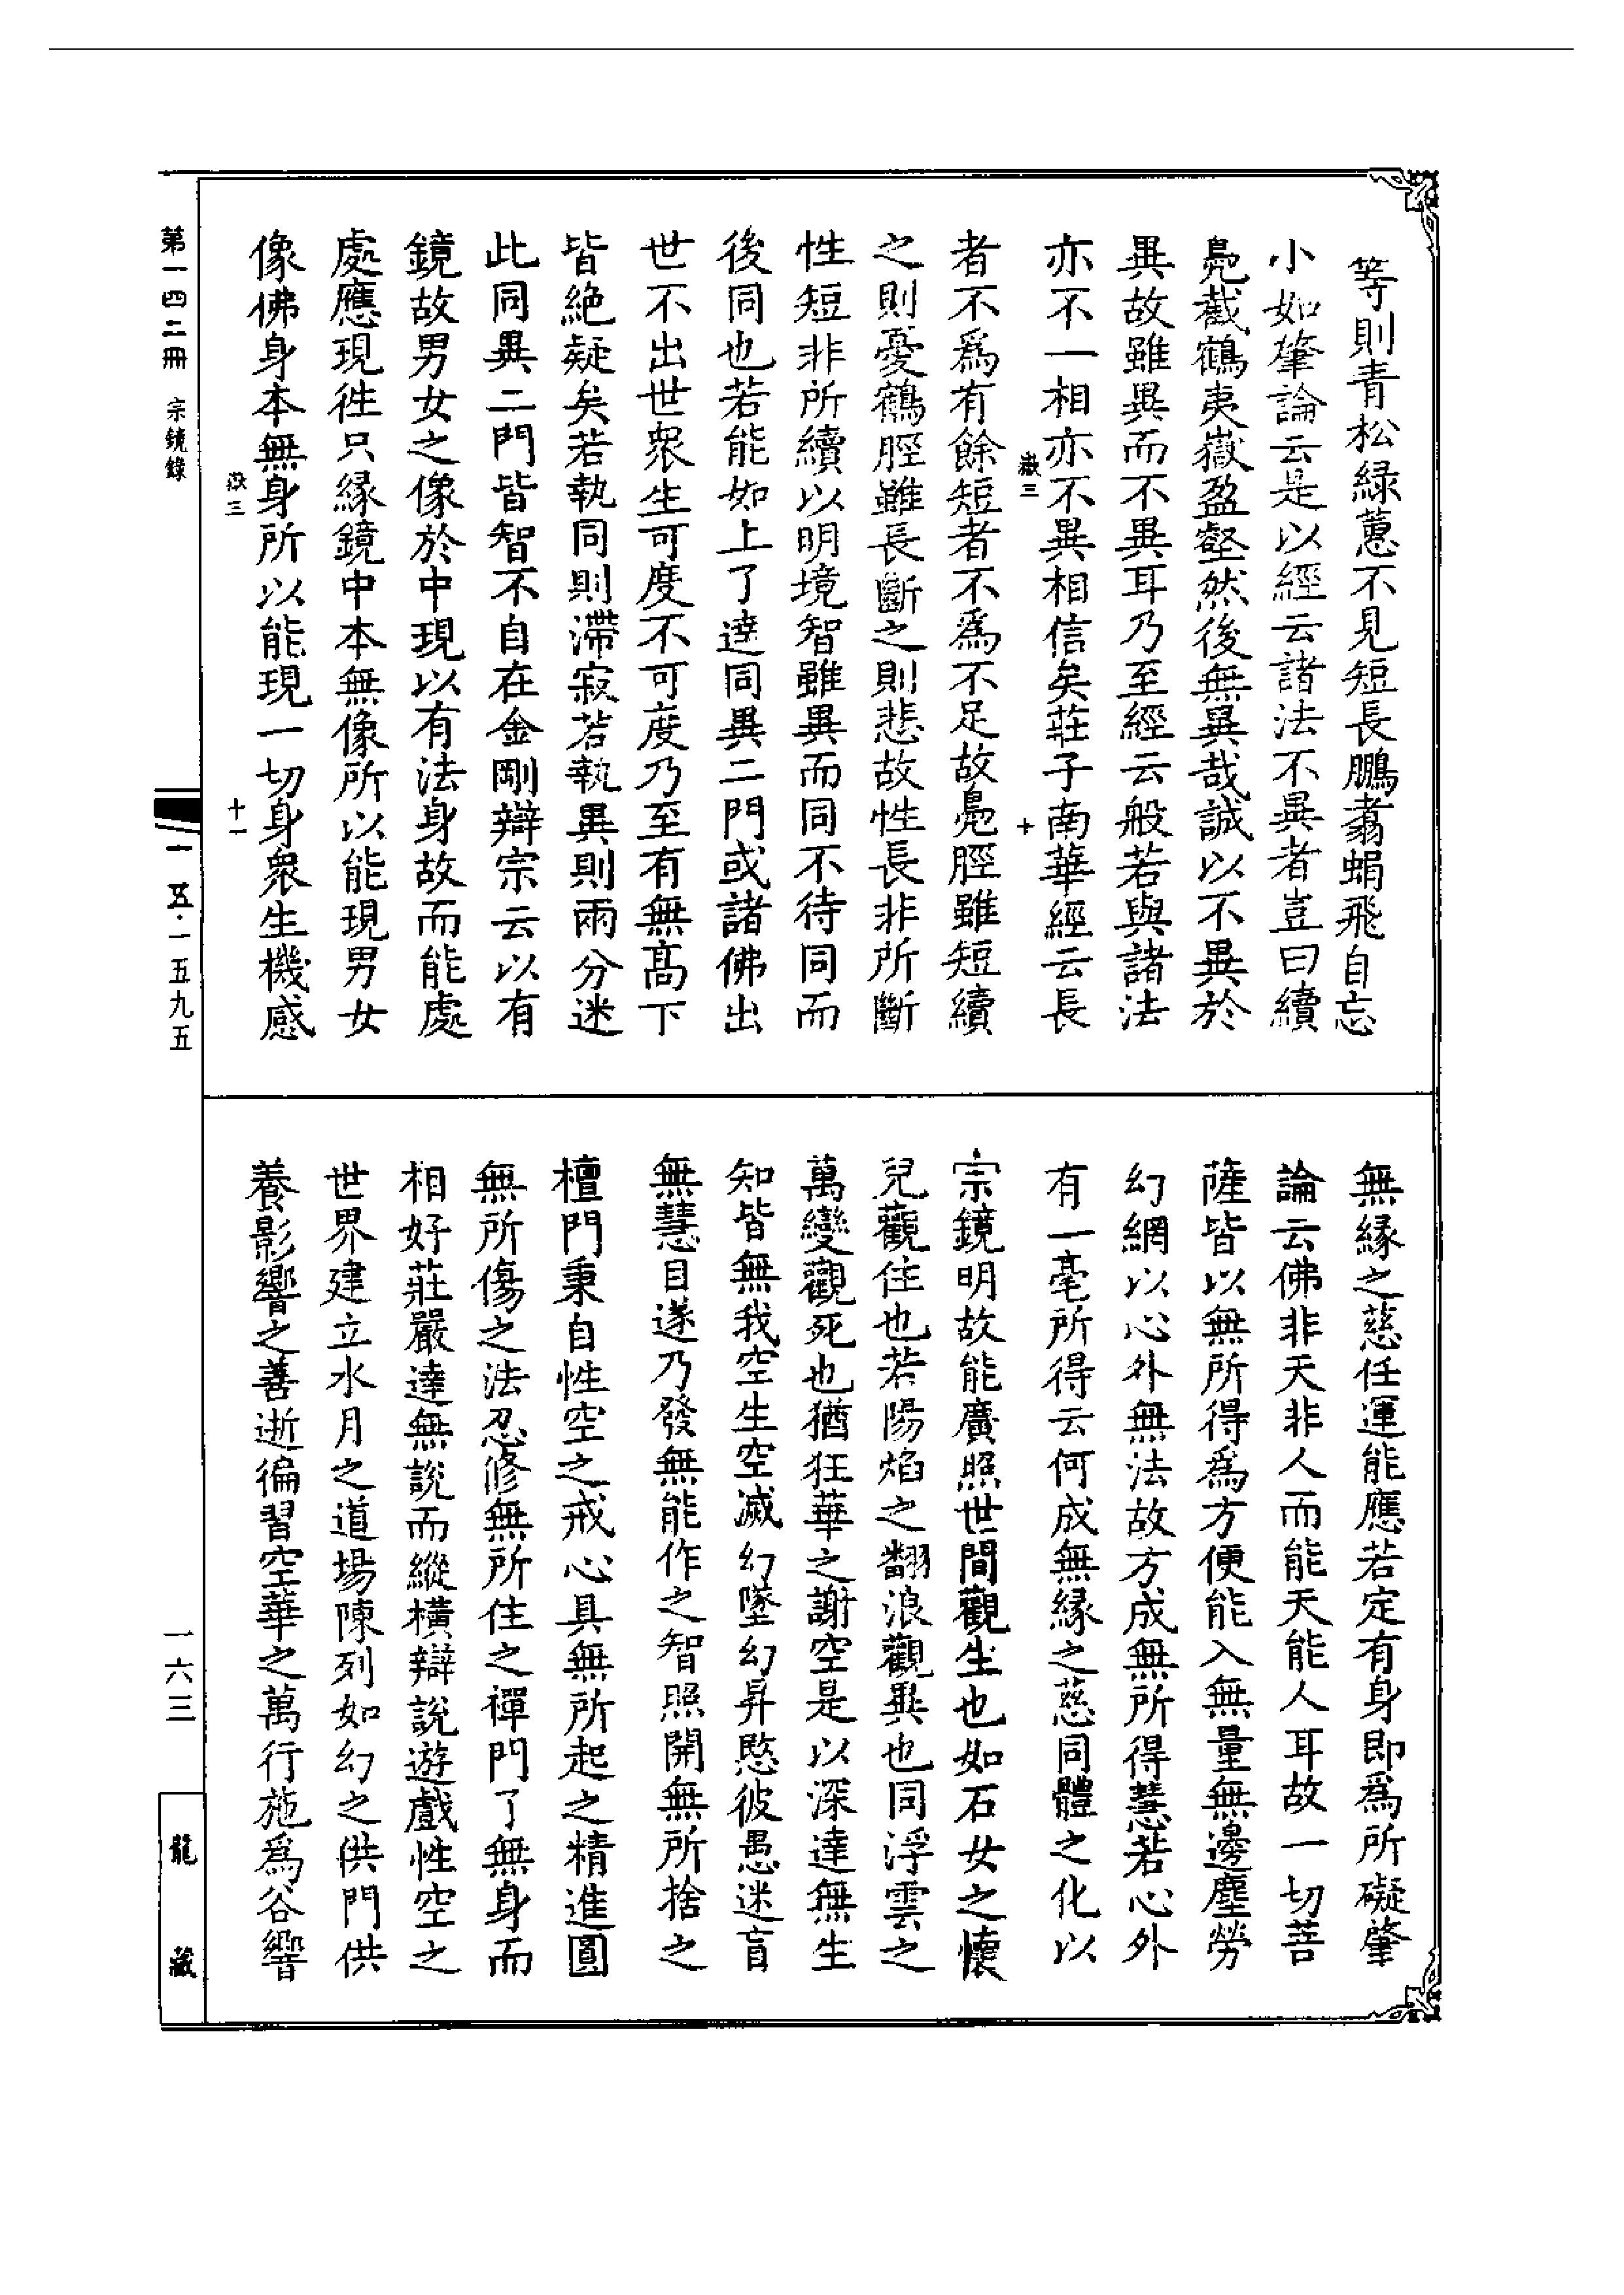 等則青松緑蕙不見短長鵬翥蜎飛自忘
小如肇論云是以經云諸法不異者豈曰續
鳧截鶴夷嶽盈壑然後無異哉誠以不異於
異故雖異而不異耳乃至經云般若與諸法
亦不一相亦不異相信矣莊子南華經云長
嶽三
十
者不爲有餘短者不爲不足故鳧脛雖短續
之則憂鶴脛雖長斷之則悲故性長非所斷
性短非所續以明境智雖異而同不待同而
後同也若能如上了達同異二門或諸佛出
世不出世衆生可度不可度乃至有無高下
皆絶疑矣若執同則滯寂若執異則兩分迷
此同異二門皆智不自在金剛辯宗云以有
鏡故男女之像於中現以有法身故而能處
處應現徃只縁鏡中本無像所以能現男女
像佛身本無身所以能現一切身衆生機感
嶽三
十一
無縁之慈任運能應若定有身即爲所礙肇
論云佛非天非人而能天能人耳故一切菩
薩皆以無所得爲方便能入無量無邊塵勞
幻網以心外無法故方成無所得慧若心外
有一毫所得云何成無縁之慈同體之化以
宗鏡明故能廣照世間觀生也如石女之懷
兒觀住也若陽焰之翻浪觀異也同浮雲之
萬變觀死也猶狂華之謝空是以深達無生
知皆無我空生空滅幻墜幻昇愍彼愚迷盲
無慧目遂乃發無能作之智照開無所捨之
檀門秉自性空之戒心具無所起之精進圓
無所傷之法忍修無所住之禪門了無身而
相好莊嚴達無説而縱橫辯説遊戲性空之
世界建立水月之道場陳列如幻之供門供
養影響之善逝徧習空華之萬行施爲谷響
第一四二冊 宗鏡錄
一五·一五九五
一六三
龍藏